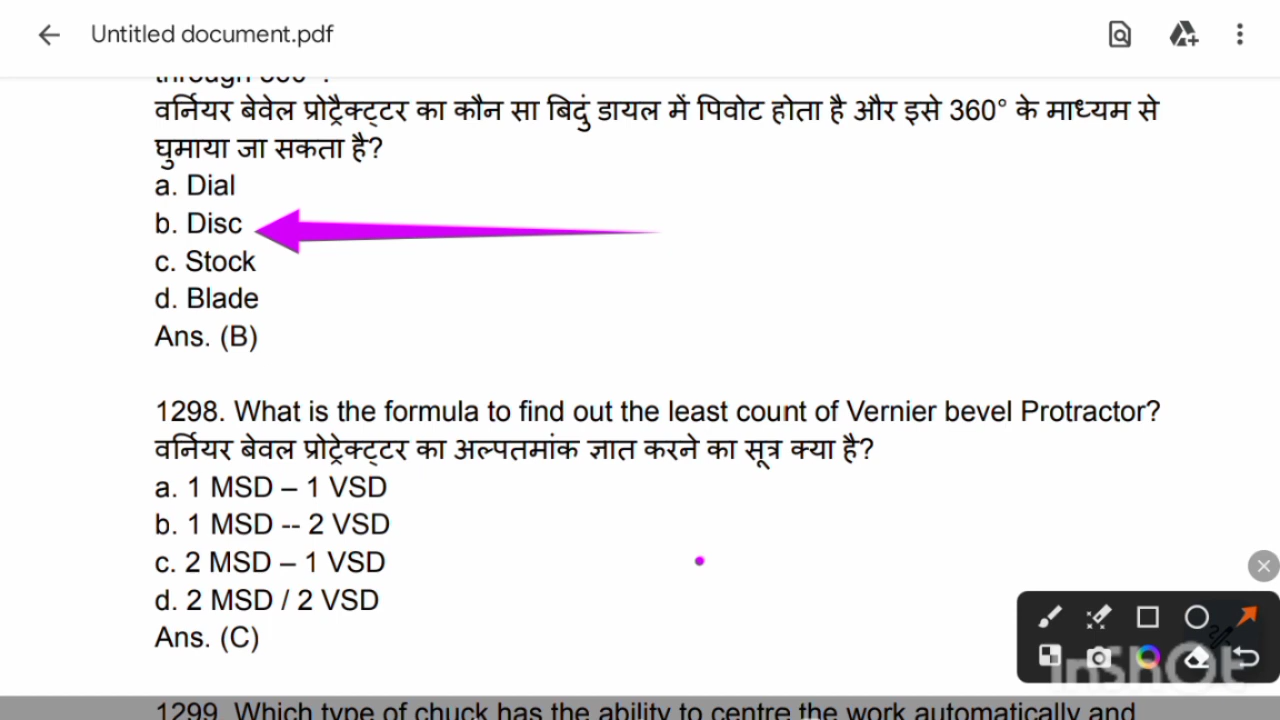 Untitled document.pdf
through 360°?
वर्नियर बेवेल प्रोट्रैक्ट्टर का कौन सा बिदुं डायल में पिवोट होता है और इसे 360° के माध्यम से
घुमाया जा सकता है?
a. Dial
b. Disc
c. Stock
d. Blade
Ans. (B)
1298. What is the formula to find out the least count of Vernier bevel Protractor?
वर्नियर बेवल प्रोट्रेक्ट्टर का अल्पतमांक ज्ञात करने का सूत्र क्या है?
a. 1 MSD – 1 VSD
b. 1 MSD -- 2 VSD
c. 2 MSD – 1 VSD
d. 2 MSD / 2 VSD
Ans. (C)
InShOt
1299. Which type of chuck has the ability to centre the work automatically and